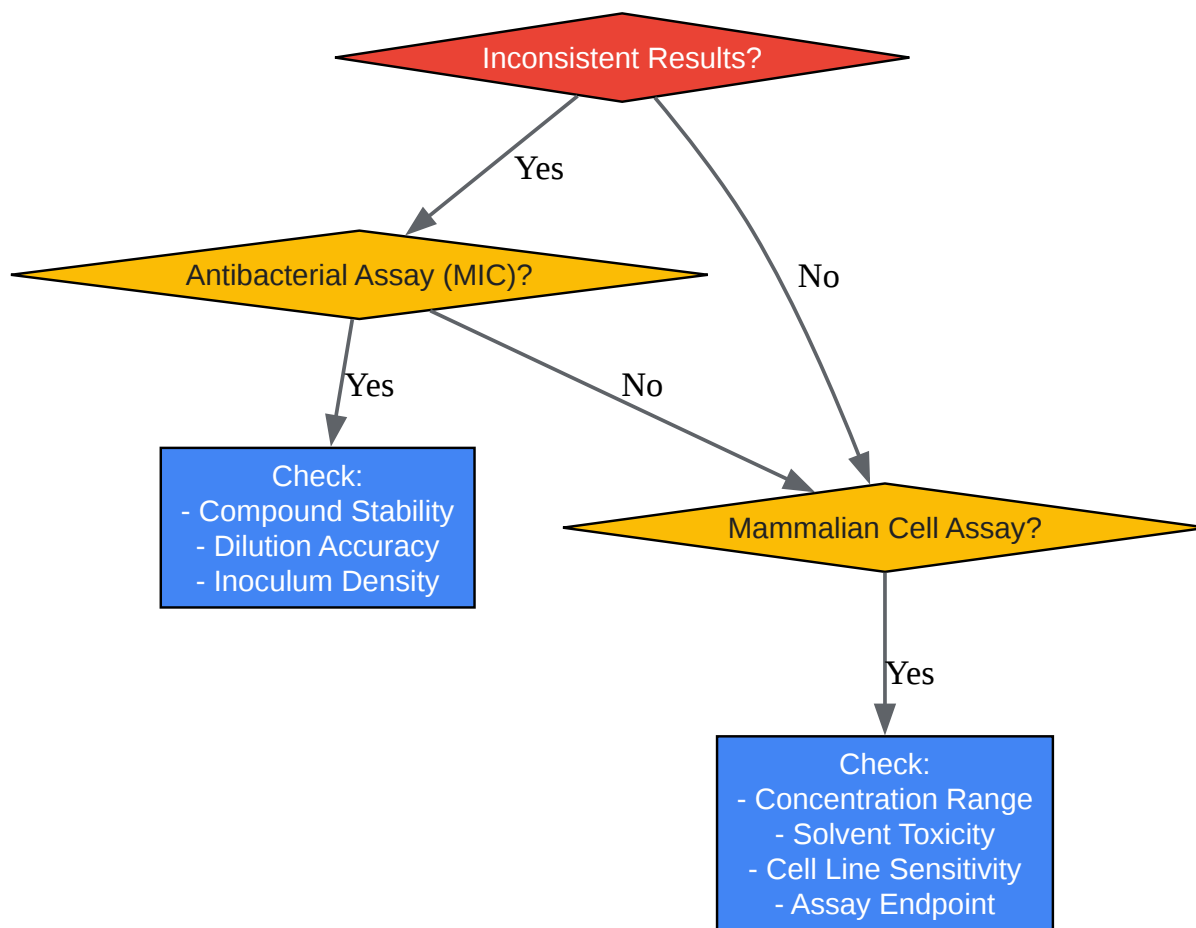 Inconsistent Results?
Yes
No
Antibacterial Assay (MIC)?
Yes
No
Check:
- Compound Stability
- Dilution Accuracy
- Inoculum Density
Mammalian Cell Assay?
Yes
Check:
- Concentration Range
- Solvent Toxicity
- Cell Line Sensitivity
- Assay Endpoint